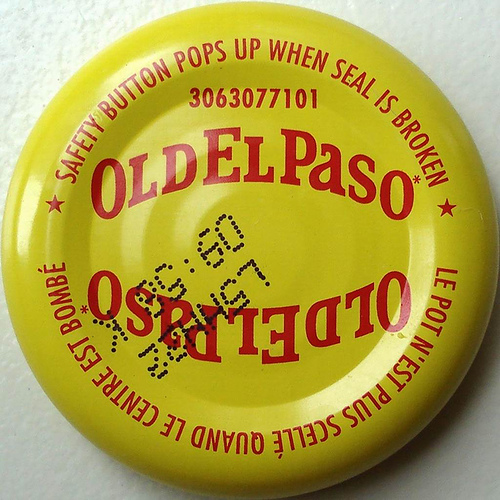 SAFETY BUTTON POPS UP WHEN SEAL IS BROKEN
3063077101
OLD EL PASO*
OLD EL PASO*
LE POT N'EST PLUS SCELLÉ QUAND LE CENTRE EST BOMBÉ